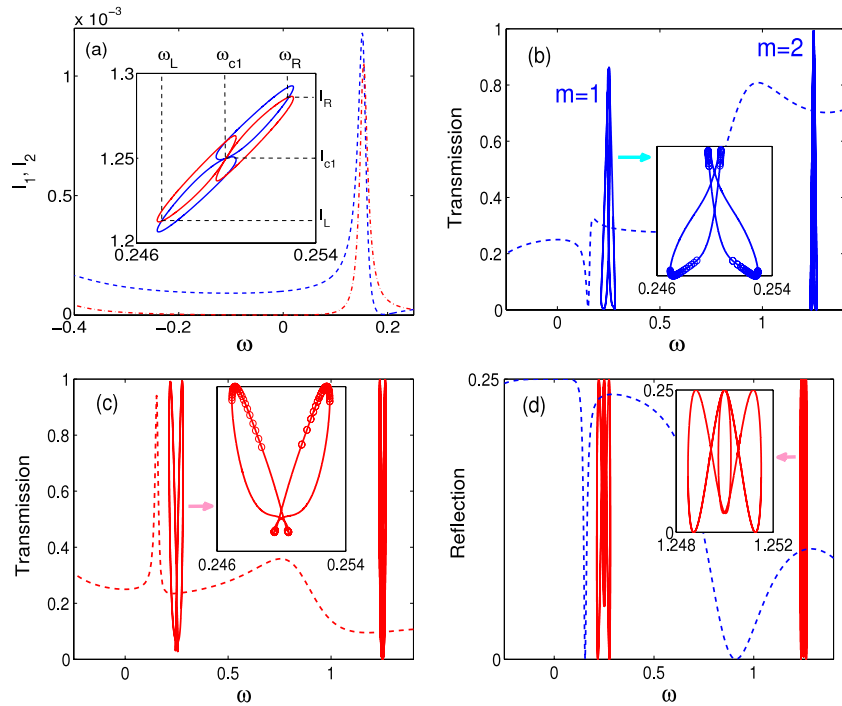 x 10⁻³
(a)
I₁, I₂
1
0.5
0
−0.4
−0.2
0
0.2
ω
ω_L
ω_c1
ω_R
1.3
1.25
1.2
0.246
0.254
I_R
I_c1
I_L
(b)
Transmission
1
0.8
0.6
0.4
0.2
0
0
0.5
1
ω
m=1
m=2
0.246
0.254
(c)
Transmission
1
0.8
0.6
0.4
0.2
0
0
0.5
1
ω
0.246
0.254
(d)
Reflection
0.25
0
0
0.5
1
ω
0.25
0
1.248
1.252